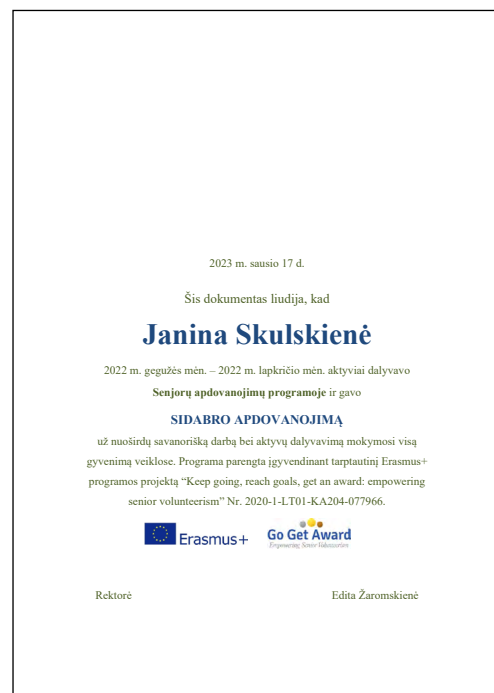 2023 m. sausio 17 d.
Šis dokumentas liudija, kad
Janina Skulskienė
2022 m. gegužės mėn. – 2022 m. lapkričio mėn. aktyviai dalyvavo
Senjorų apdovanojimų programoje ir gavo
SIDABRO APDOVANOJIMĄ
už nuoširdų savanorišką darbą bei aktyvų dalyvavimą mokymosi visą
gyvenimą veiklose. Programa parengta įgyvendinant tarptautinį Erasmus+
programos projektą “Keep going, reach goals, get an award: empowering
senior volunteerism” Nr. 2020-1-LT01-KA204-077966.
Erasmus+
Go Get Award
Empowering Senior Volunteerism
Rektorė Edita Žaromskienė